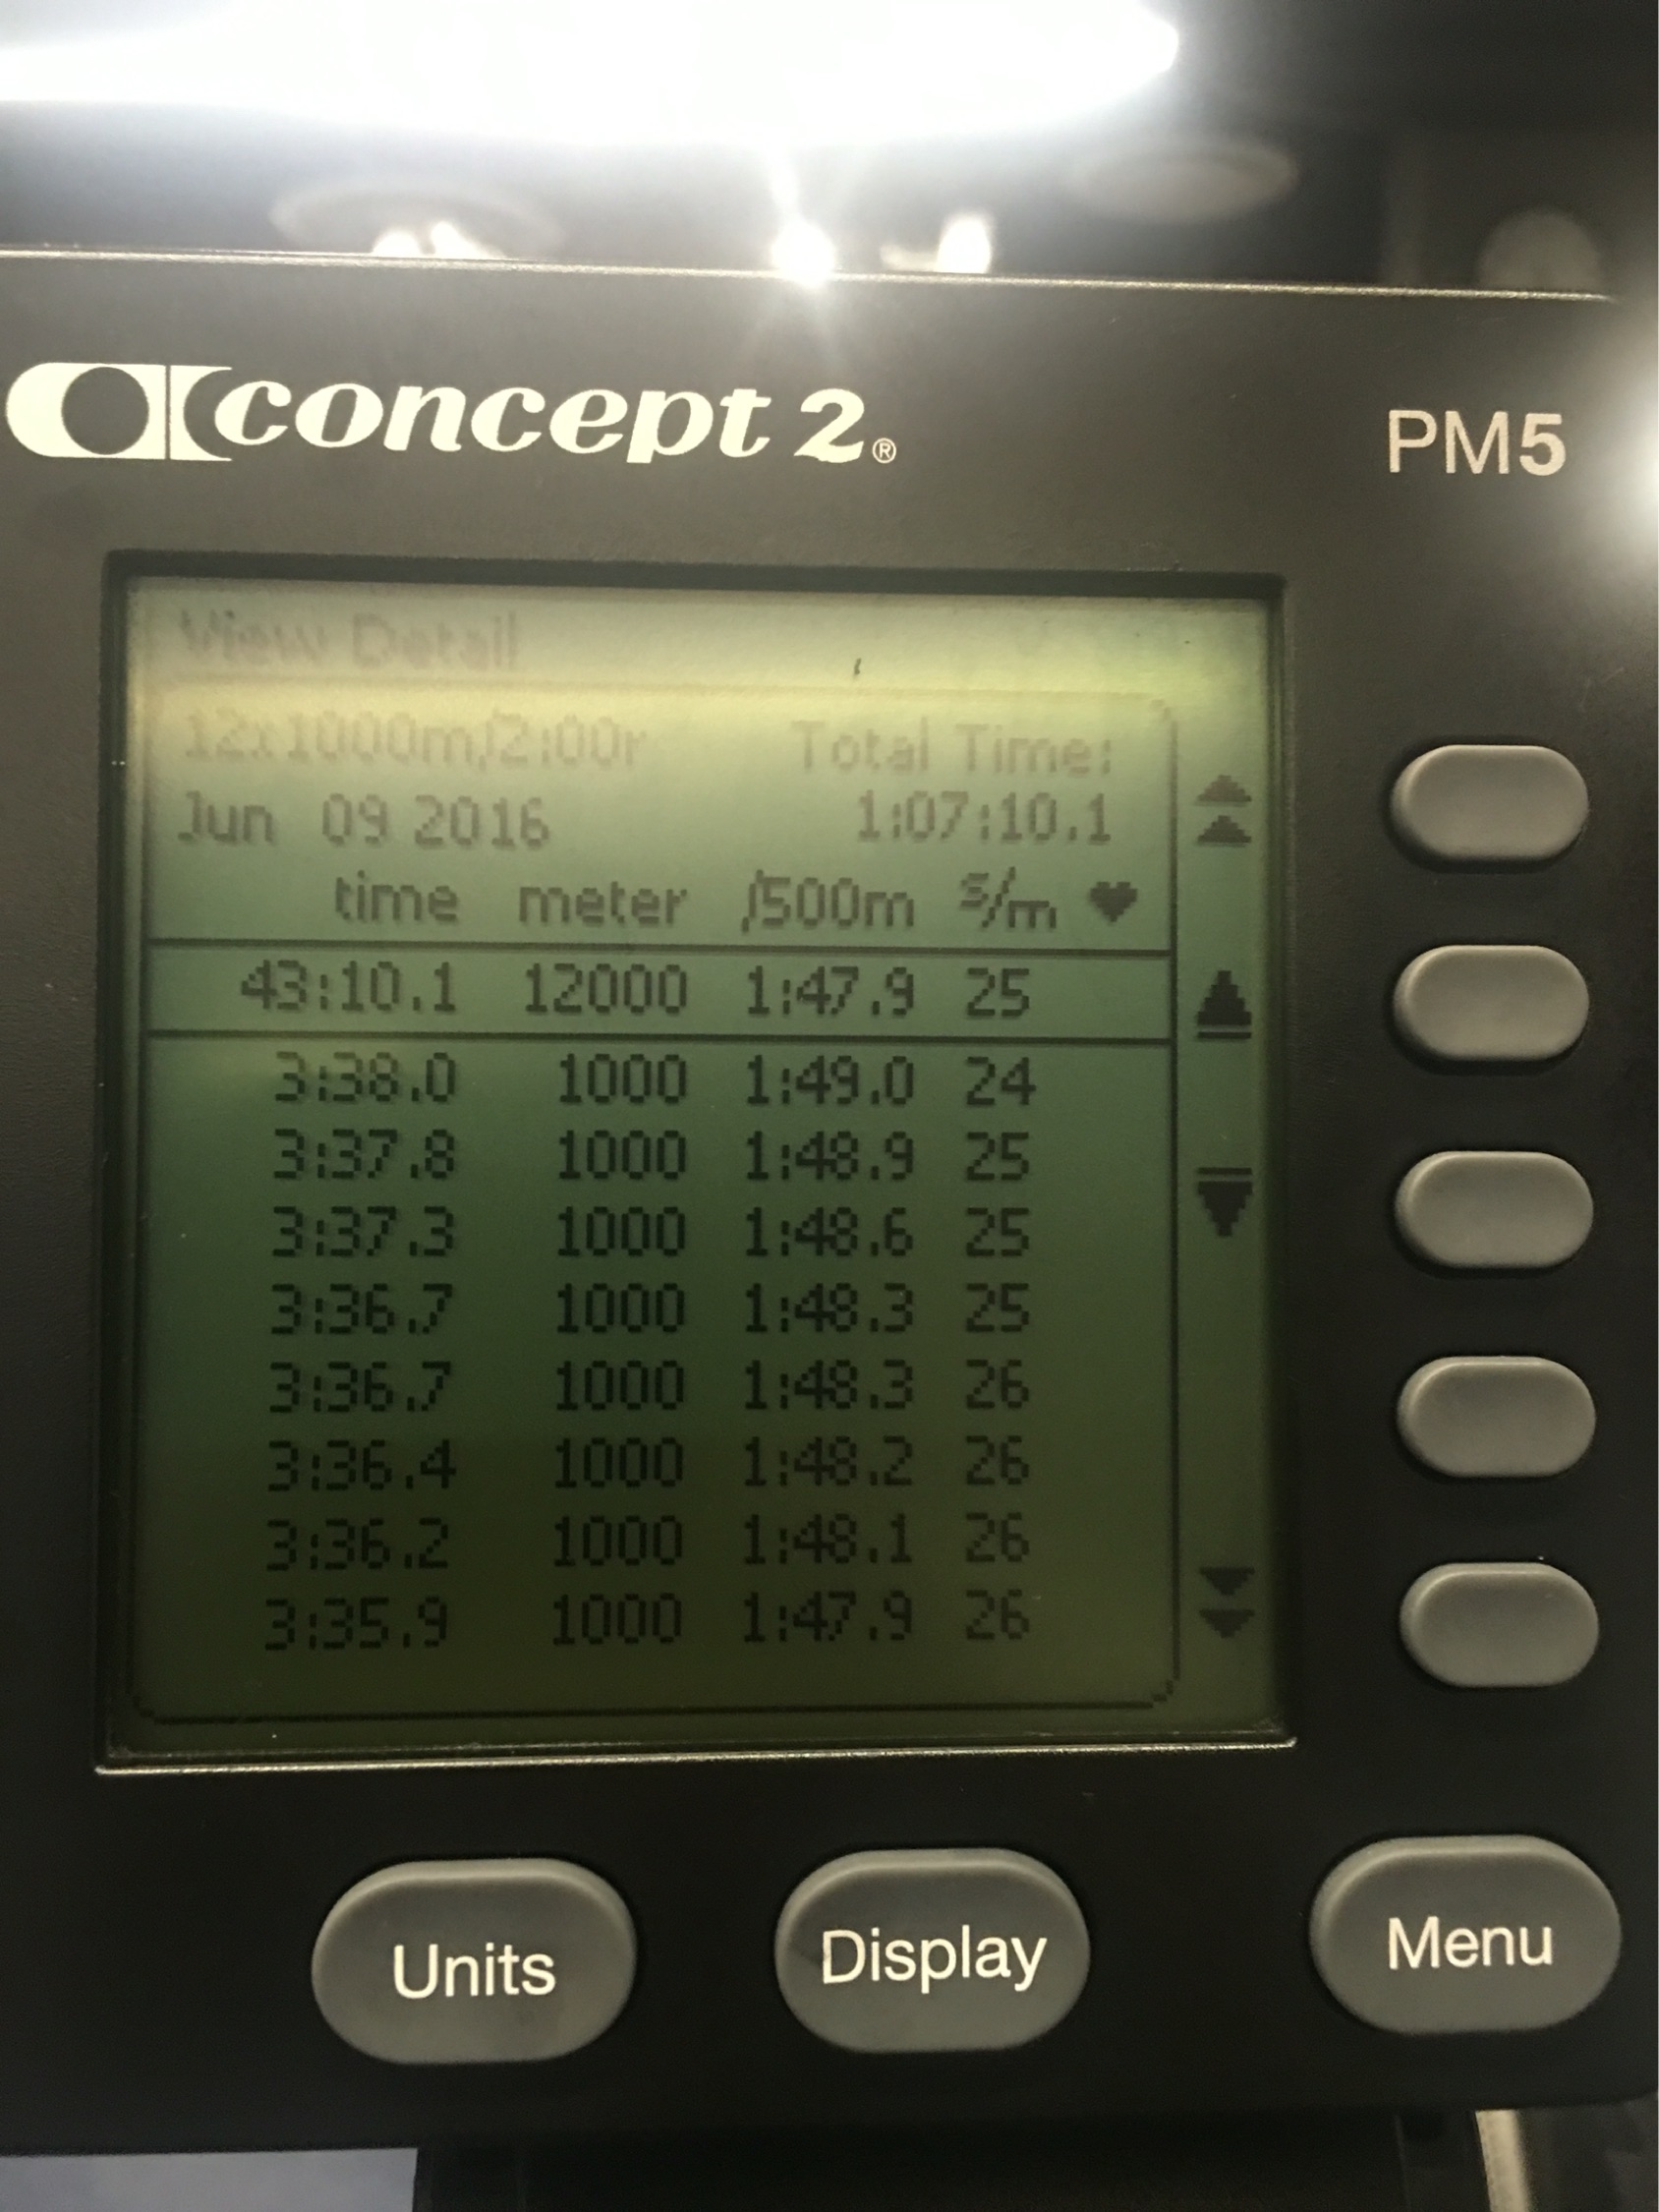 concept 2®
PM5
View Detail
12x1000m/2:00r Total Time:
Jun 09 2016 1:07:10.1
time meter /500m s/m ♥
43:10.1 12000 1:47.9 25
3:38.0 1000 1:49.0 24
3:37.8 1000 1:48.9 25
3:37.3 1000 1:48.6 25
3:36.7 1000 1:48.3 25
3:36.7 1000 1:48.3 26
3:36.4 1000 1:48.2 26
3:36.2 1000 1:48.1 26
3:35.9 1000 1:47.9 26
Units Display Menu